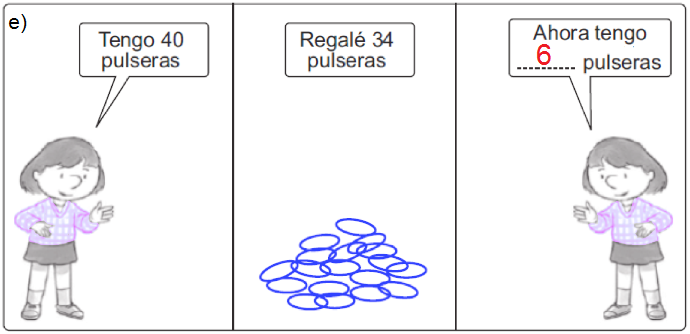 e)
Tengo 40
pulseras
Regalé 34
pulseras
Ahora tengo
6 pulseras